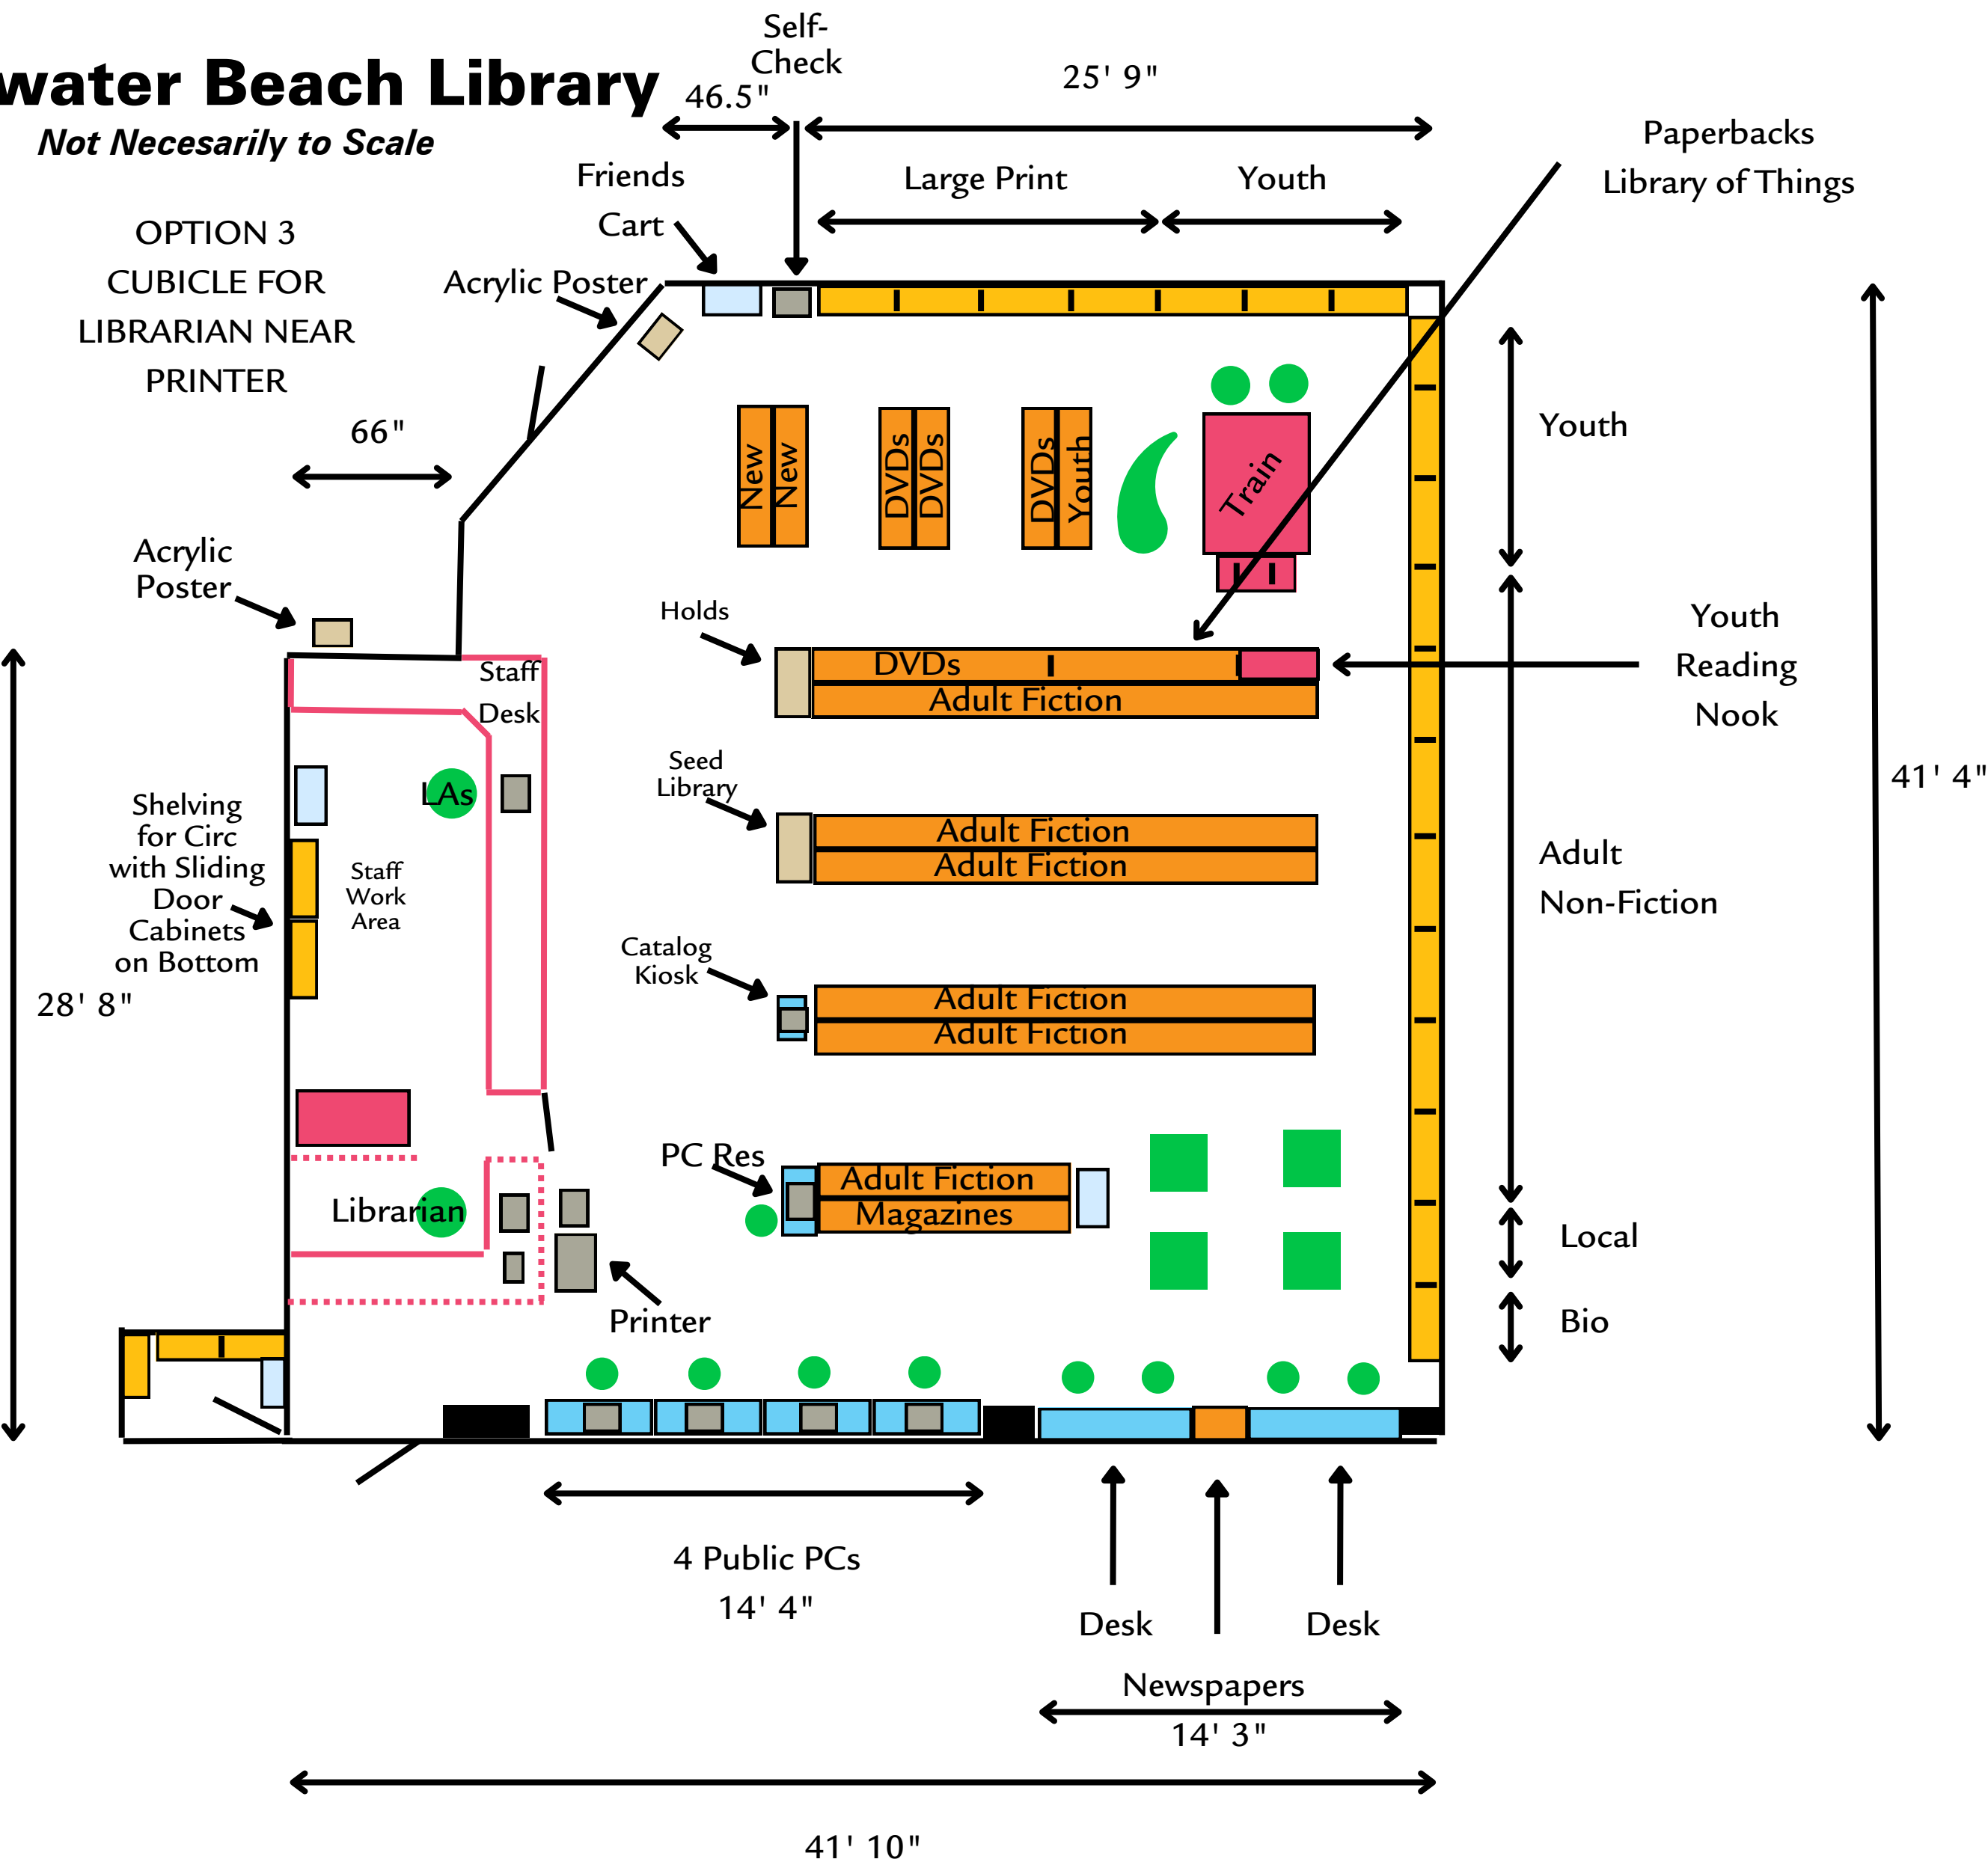 water Beach Library
Not Necesarily to Scale
OPTION 3
CUBICLE FOR
LIBRARIAN NEAR
PRINTER
Self-
Check
46.5"
25' 9"
Friends
Cart
Large Print
Youth
Paperbacks
Library of Things
Acrylic Poster
66"
Acrylic
Poster
New
New
DVDs
DVDs
DVDs
Youth
Train
Youth
Holds
DVDs
Adult Fiction
Youth
Reading
Nook
Staff
Desk
LAs
Seed
Library
Adult Fiction
Adult Fiction
41' 4"
Shelving
for Circ
with Sliding
Door
Cabinets
on Bottom
Staff
Work
Area
Adult
Non-Fiction
28' 8"
Catalog
Kiosk
Adult Fiction
Adult Fiction
PC Res
Adult Fiction
Magazines
Librarian
Local
Printer
Bio
4 Public PCs
14' 4"
Desk
Desk
Newspapers
14' 3"
41' 10"